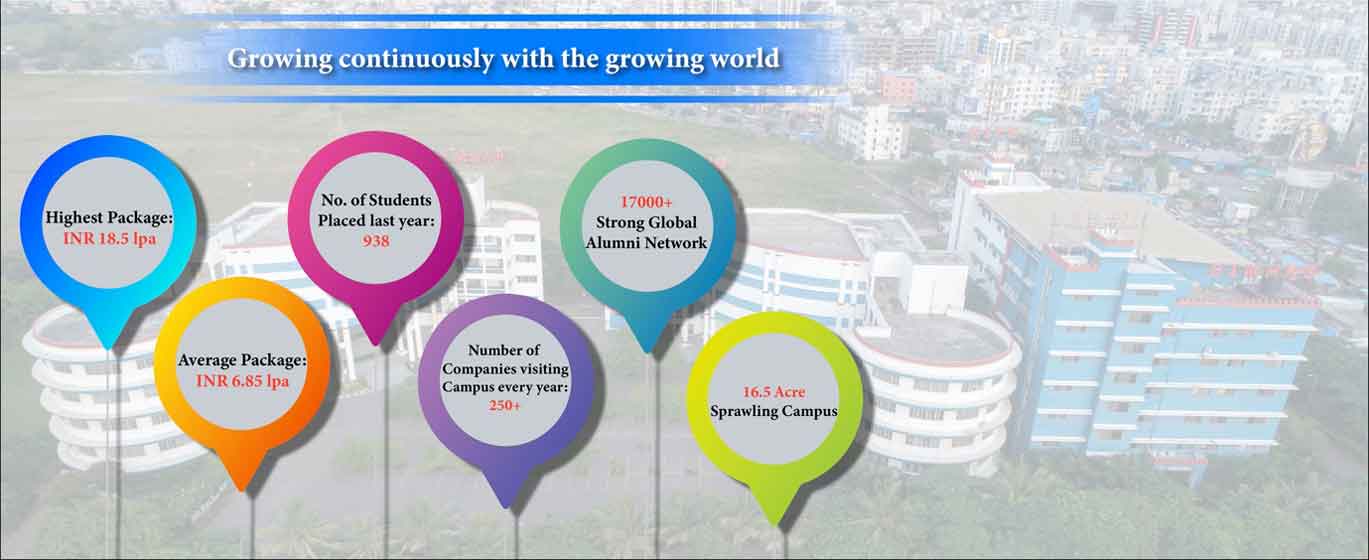 Growing continuously with the growing world
Highest Package:
INR 18.5 lpa
Average Package:
INR 6.85 lpa
No. of Students
Placed last year:
938
Number of
Companies visiting
Campus every year:
250+
17000+
Strong Global
Alumni Network
16.5 Acre
Sprawling Campus